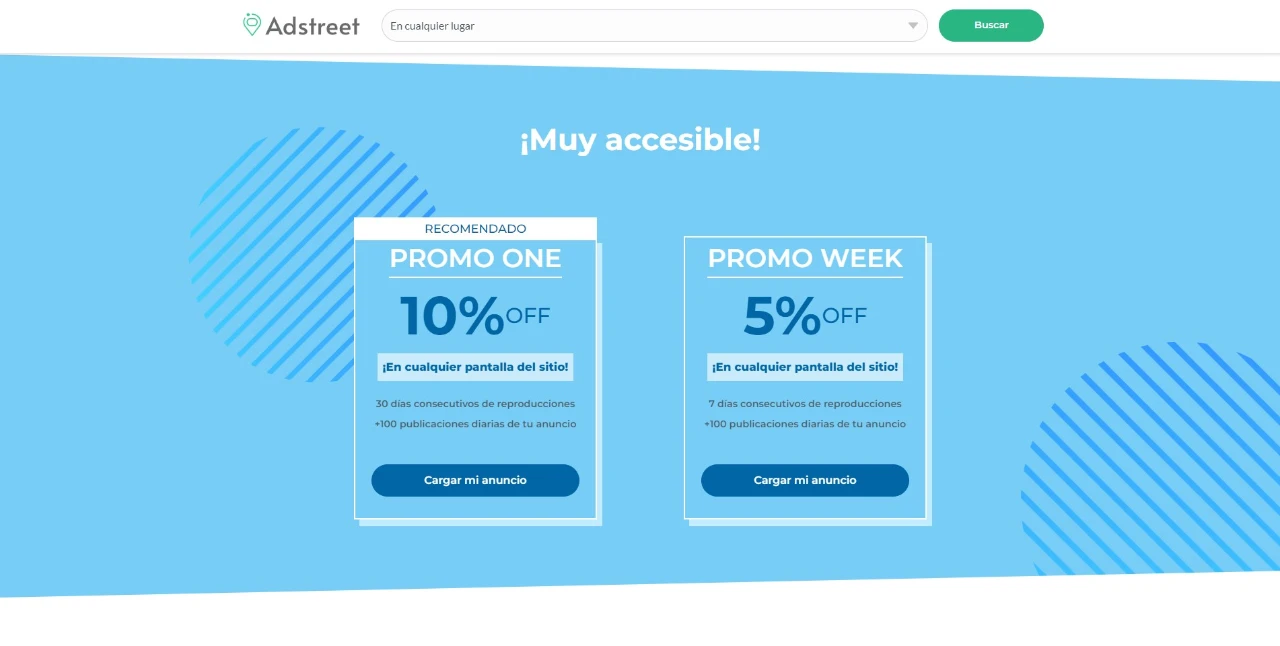 Adstreet
En cualquier lugar
Buscar
¡Muy accesible!
RECOMENDADO
PROMO ONE
10% OFF
¡En cualquier pantalla del sitio!
30 días consecutivos de reproducciones
+100 publicaciones diarias de tu anuncio
Cargar mi anuncio
PROMO WEEK
5% OFF
¡En cualquier pantalla del sitio!
7 días consecutivos de reproducciones
+100 publicaciones diarias de tu anuncio
Cargar mi anuncio